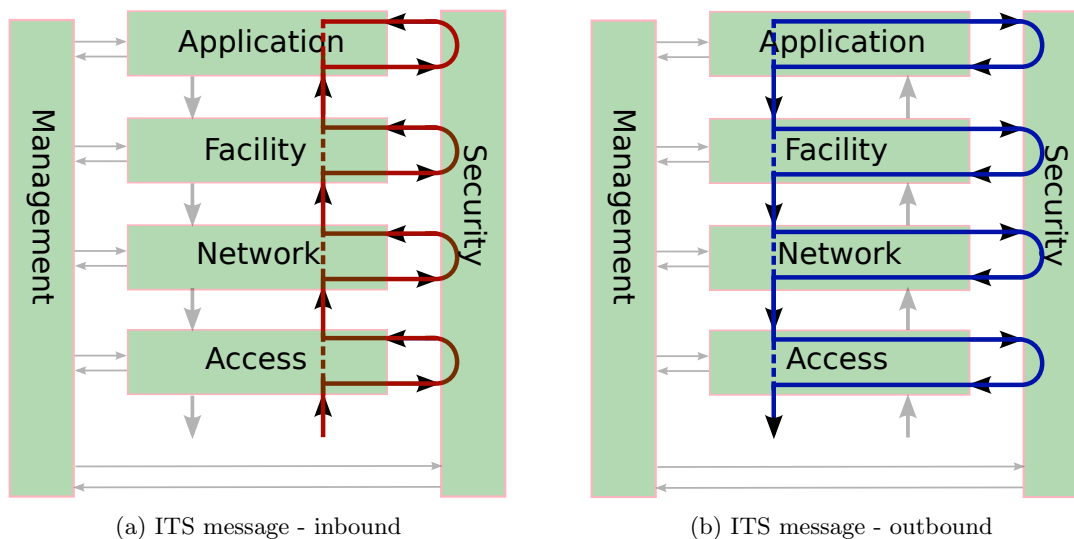 Application
Facility
Network
Access
Management
Security
(a) ITS message - inbound
Application
Facility
Network
Access
Management
Security
(b) ITS message - outbound